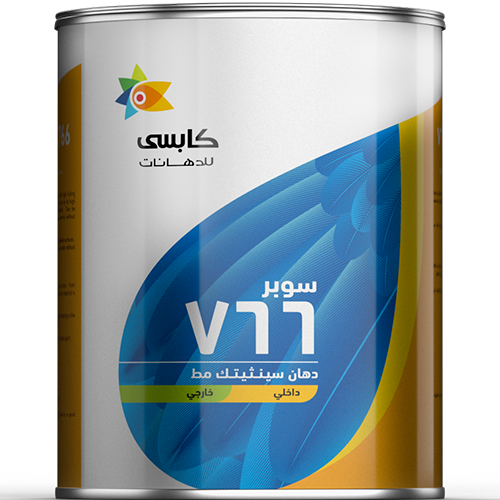 كابسى
للدهانات
سوبر
٧٦٦
دهان سينثيتك مط
داخلي
خارجي